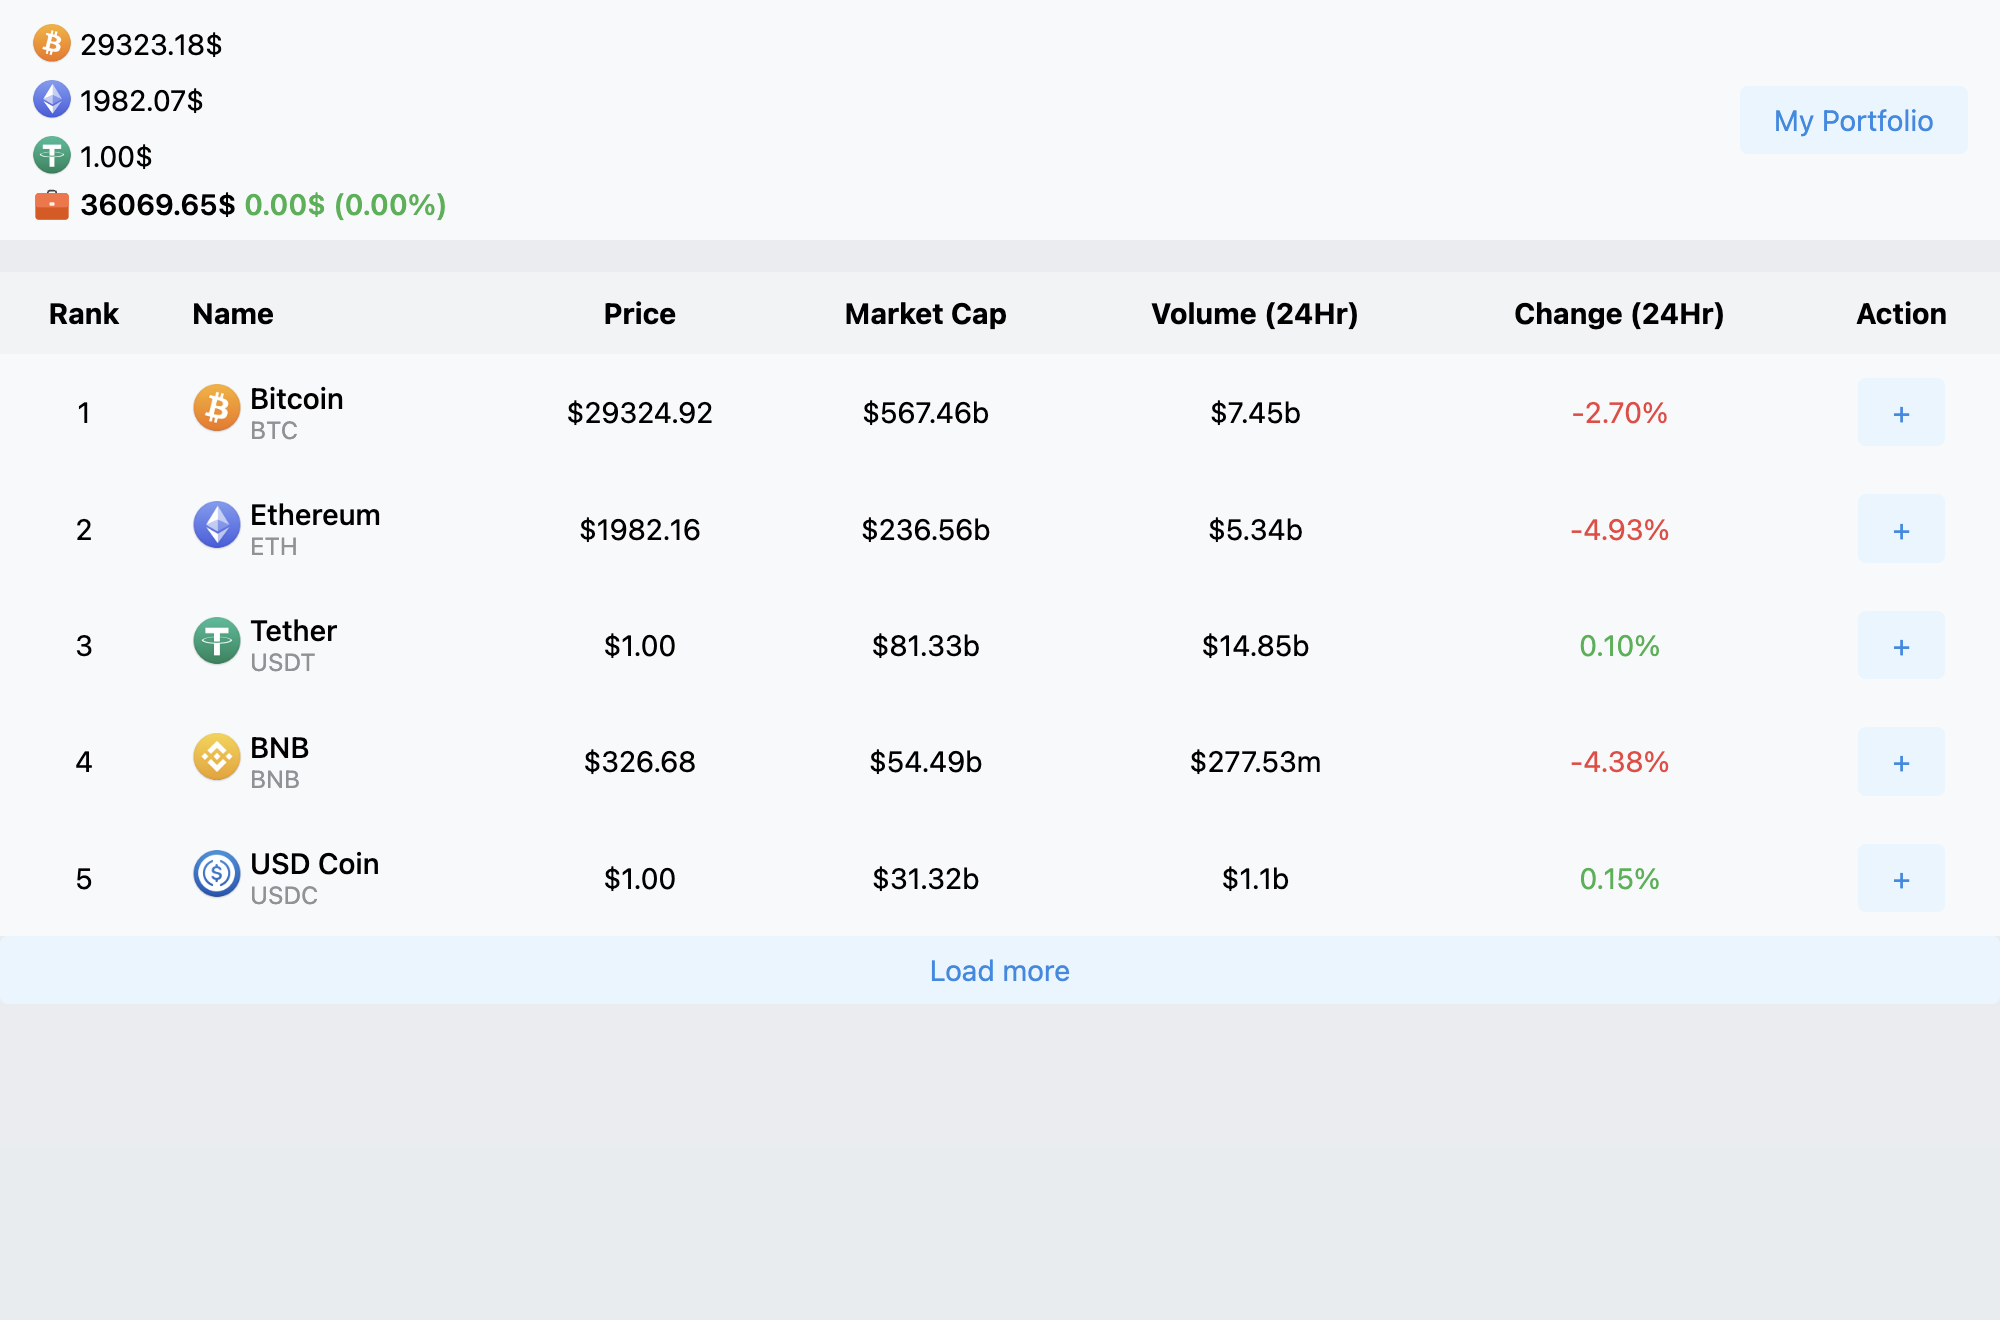 29323.18$
1982.07$
1.00$
36069.65$ 0.00$ (0.00%)
My Portfolio
Rank Name Price Market Cap Volume (24Hr) Change (24Hr) Action
1 Bitcoin $29324.92 $567.46b $7.45b -2.70% +
BTC
2 Ethereum $1982.16 $236.56b $5.34b -4.93% +
ETH
3 Tether $1.00 $81.33b $14.85b 0.10% +
USDT
4 BNB $326.68 $54.49b $277.53m -4.38% +
BNB
5 USD Coin $1.00 $31.32b $1.1b 0.15% +
USDC
Load more